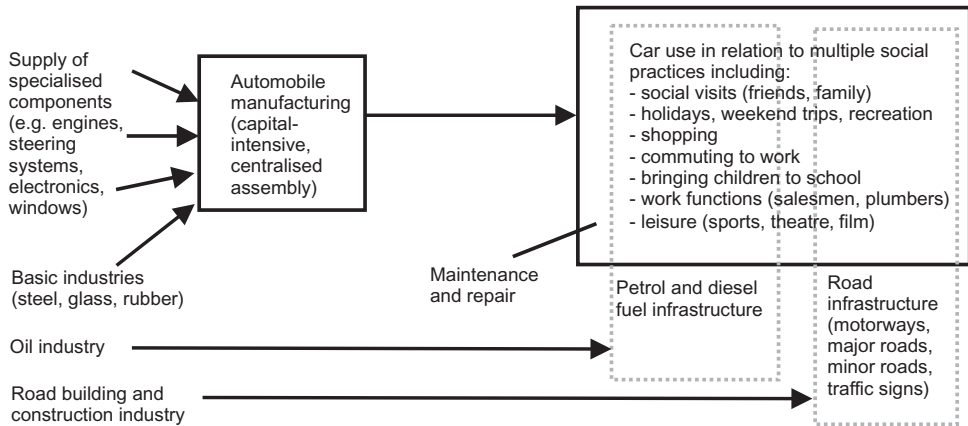 Supply of
specialised
components
(e.g. engines,
steering
systems,
electronics,
windows)
Basic industries
(steel, glass, rubber)
Oil industry
Road building and
construction industry
Automobile
manufacturing
(capital-
intensive,
centralised
assembly)
Car use in relation to multiple social
practices including:
- social visits (friends, family)
- holidays, weekend trips, recreation
- shopping
- commuting to work
- bringing children to school
- work functions (salesmen, plumbers)
- leisure (sports, theatre, film)
Maintenance
and repair
Petrol and diesel
fuel infrastructure
Road
infrastructure
(motorways,
major roads,
minor roads,
traffic signs)